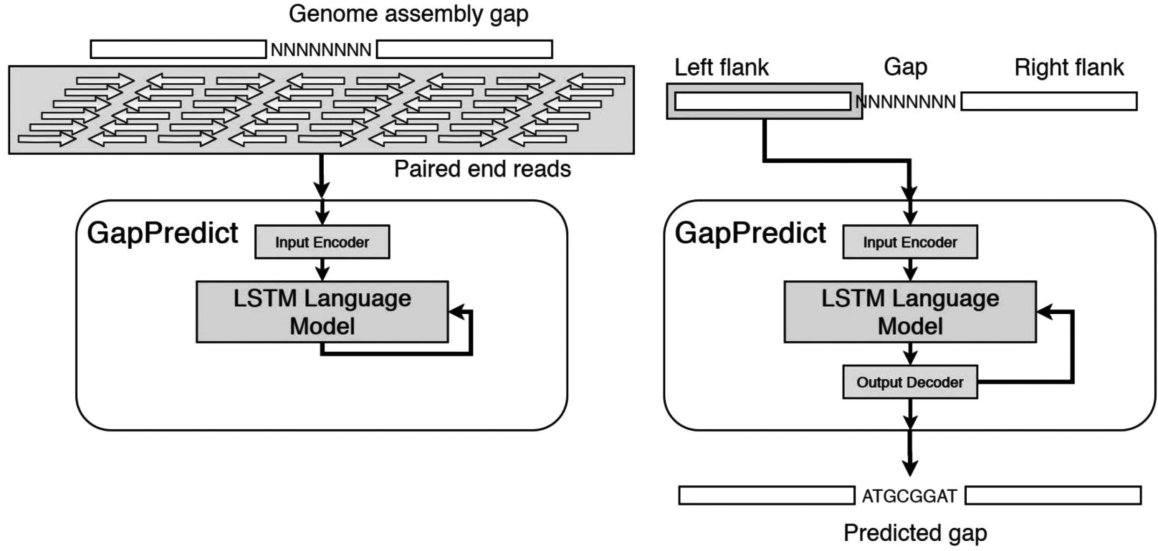 Genome assembly gap
NNNNNNNN
Paired end reads
GapPredict
Input Encoder
LSTM Language
Model
Left flank
Gap
Right flank
NNNNNNNN
GapPredict
Input Encoder
LSTM Language
Model
Output Decoder
ATGCGGAT
Predicted gap